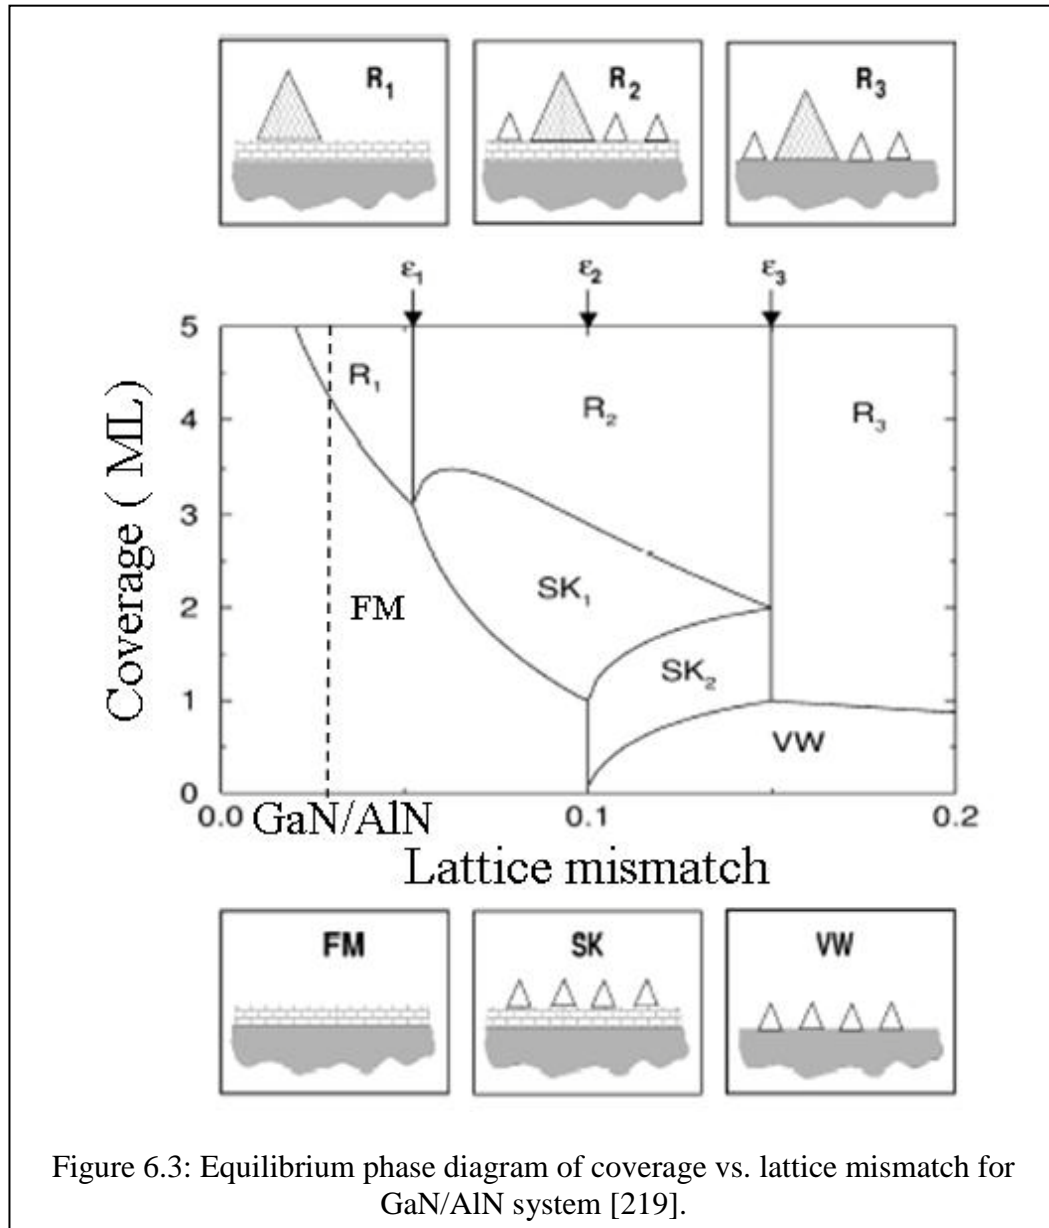 R₁
R₂
R₃
ε₁
ε₂
ε₃
5
4
3
2
1
0
Coverage ( ML)
R₁
R₂
R₃
SK₁
FM
SK₂
VW
0.0
GaN/AlN
0.1
0.2
Lattice mismatch
FM
SK
VW
Figure 6.3: Equilibrium phase diagram of coverage vs. lattice mismatch for
GaN/AlN system [219].